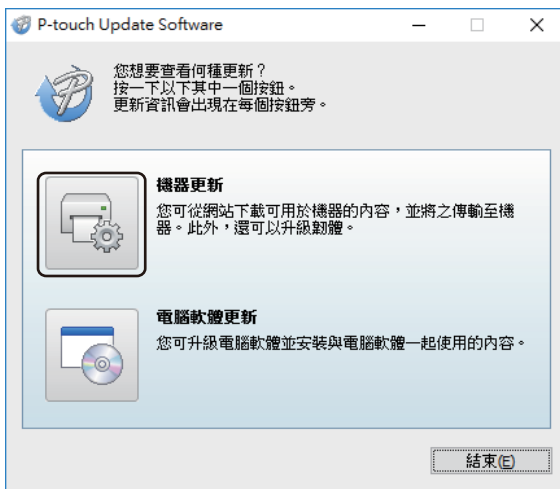 P-touch Update Software
您想要查看何種更新？
按一下以下其中一個按鈕。
更新資訊會出現在每個按鈕旁。
機器更新
您可從網站下載可用於機器的內容，並將之傳輸至機
器。此外，還可以升級韌體。
電腦軟體更新
您可升級電腦軟體並安裝與電腦軟體一起使用的內容。
結束(E)